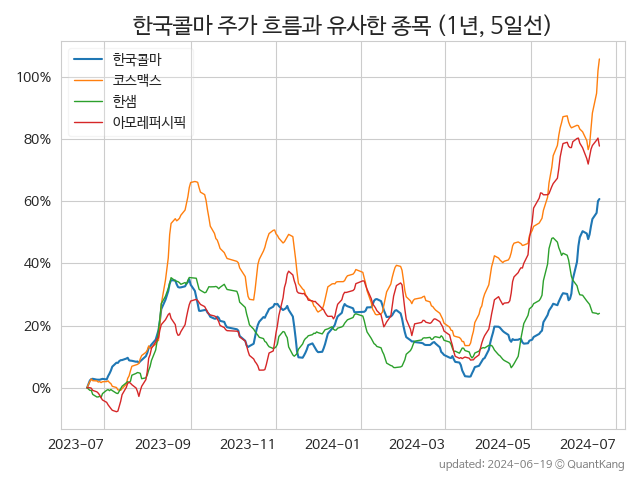 한국콜마 주가 흐름과 유사한 종목 (1년, 5일선)
한국콜마
코스맥스
한샘
아모레퍼시픽
100%
80%
60%
40%
20%
0%
2023-07 2023-09 2023-11 2024-01 2024-03 2024-05 2024-07
updated: 2024-06-19 © QuantKang